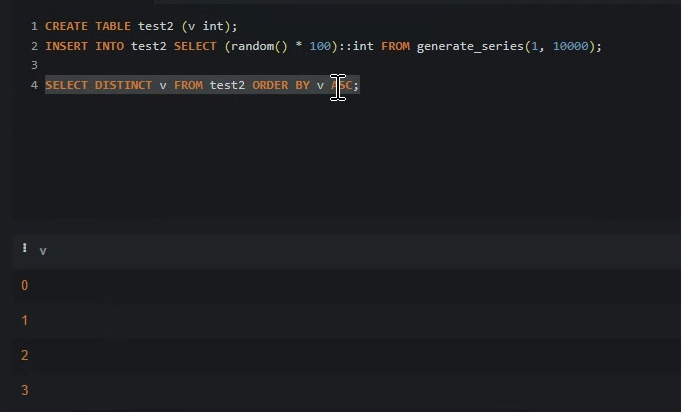 1 CREATE TABLE test2 (v int);
2 INSERT INTO test2 SELECT (random() * 100)::int FROM generate_series(1, 10000);
3
4 SELECT DISTINCT v FROM test2 ORDER BY v ASC;
⋮ v
0
1
2
3